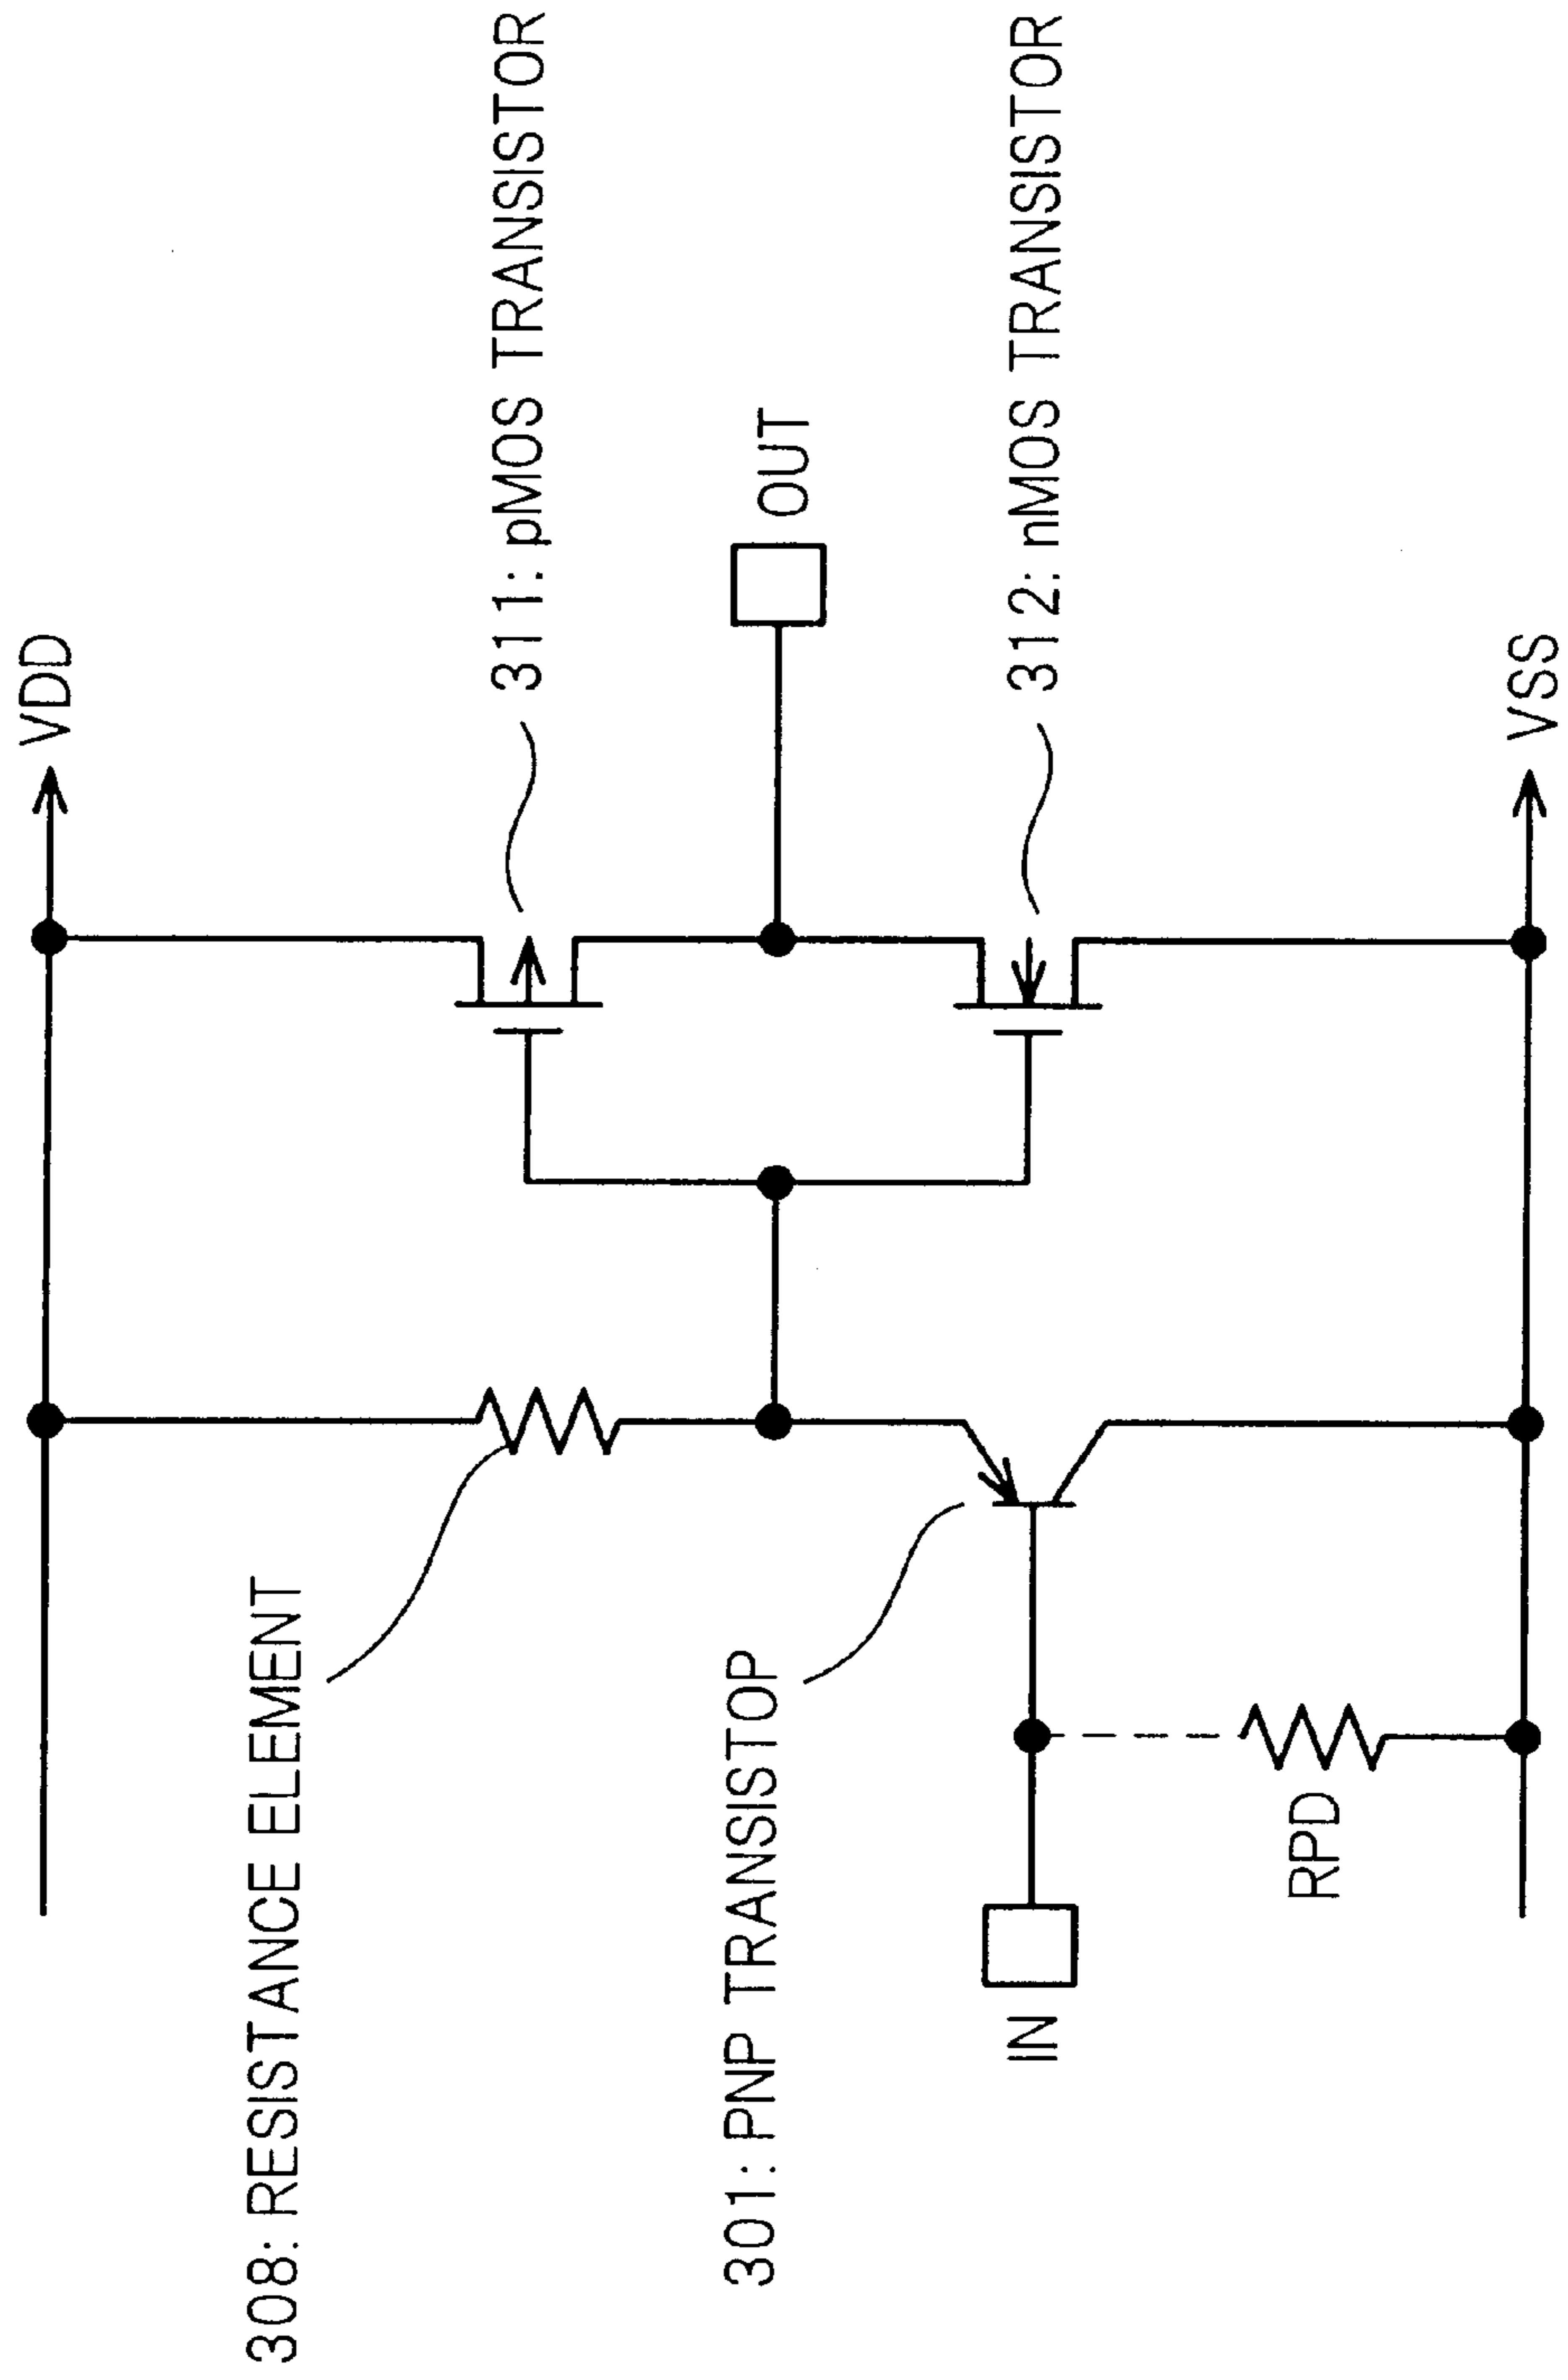 VDD
308: RESISTANCE ELEMENT
311: pMOS TRANSISTOR
301: PNP TRANSISTOP
OUT
IN
312: nMOS TRANSISTOR
RPD
VSS